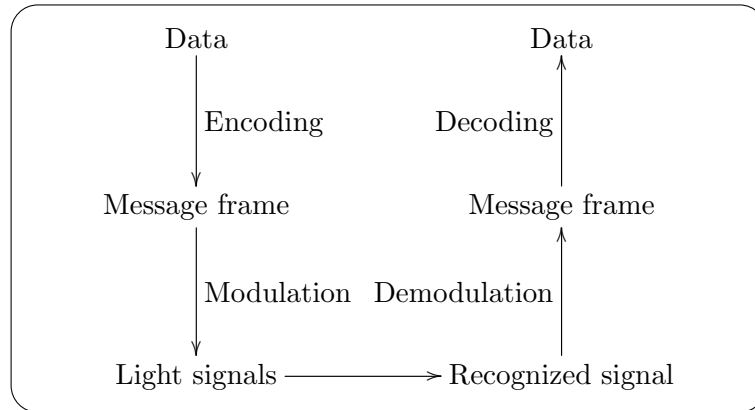 Data
Data
Encoding
Decoding
Message frame
Message frame
Modulation
Demodulation
Light signals
Recognized signal